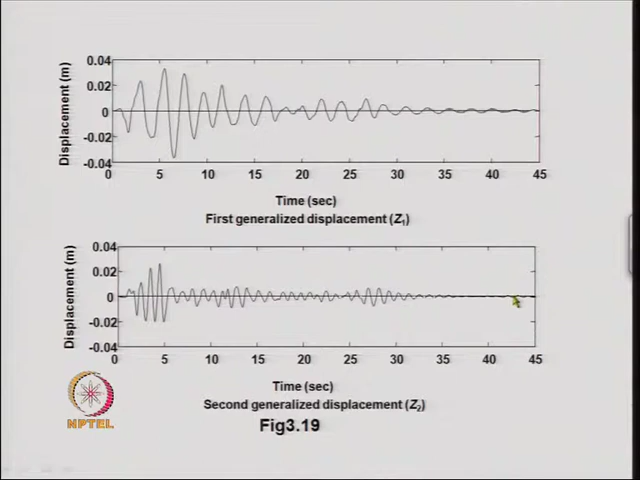 0.04
0.02
0
-0.02
-0.04
Displacement (m)
0 5 10 15 20 25 30 35 40 45
Time (sec)
First generalized displacement (Z1)
0.04
0.02
0
-0.02
-0.04
Displacement (m)
0 5 10 15 20 25 30 35 40 45
Time (sec)
Second generalized displacement (Z2)
Fig3.19
NPTEL